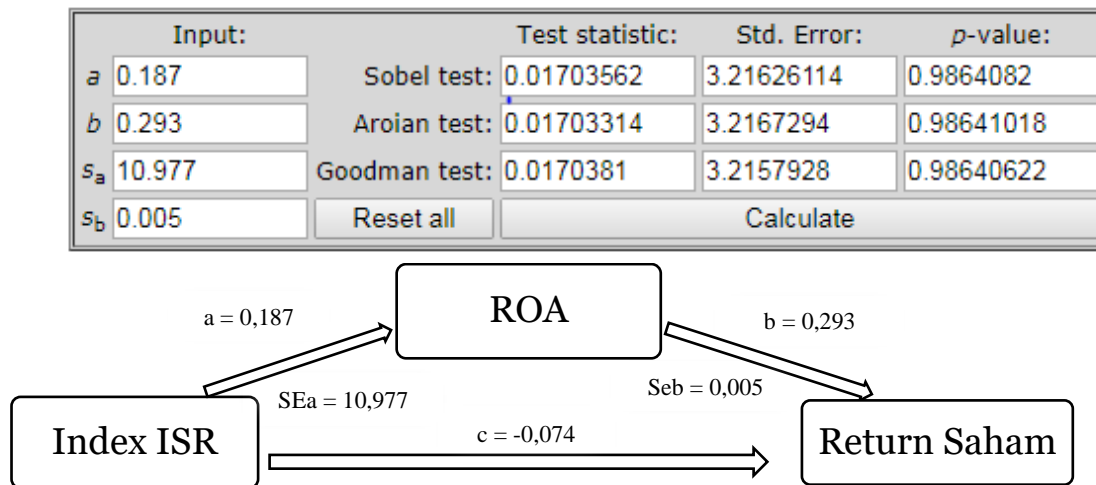 Input: Test statistic: Std. Error: p-value:
a 0.187 Sobel test: 0.01703562 3.21626114 0.9864082
b 0.293 Aroian test: 0.01703314 3.2167294 0.98641018
sa 10.977 Goodman test: 0.0170381 3.2157928 0.98640622
sb 0.005 Reset all Calculate
ROA
a = 0,187
b = 0,293
SEa = 10,977
Seb = 0,005
Index ISR
c = -0,074
Return Saham